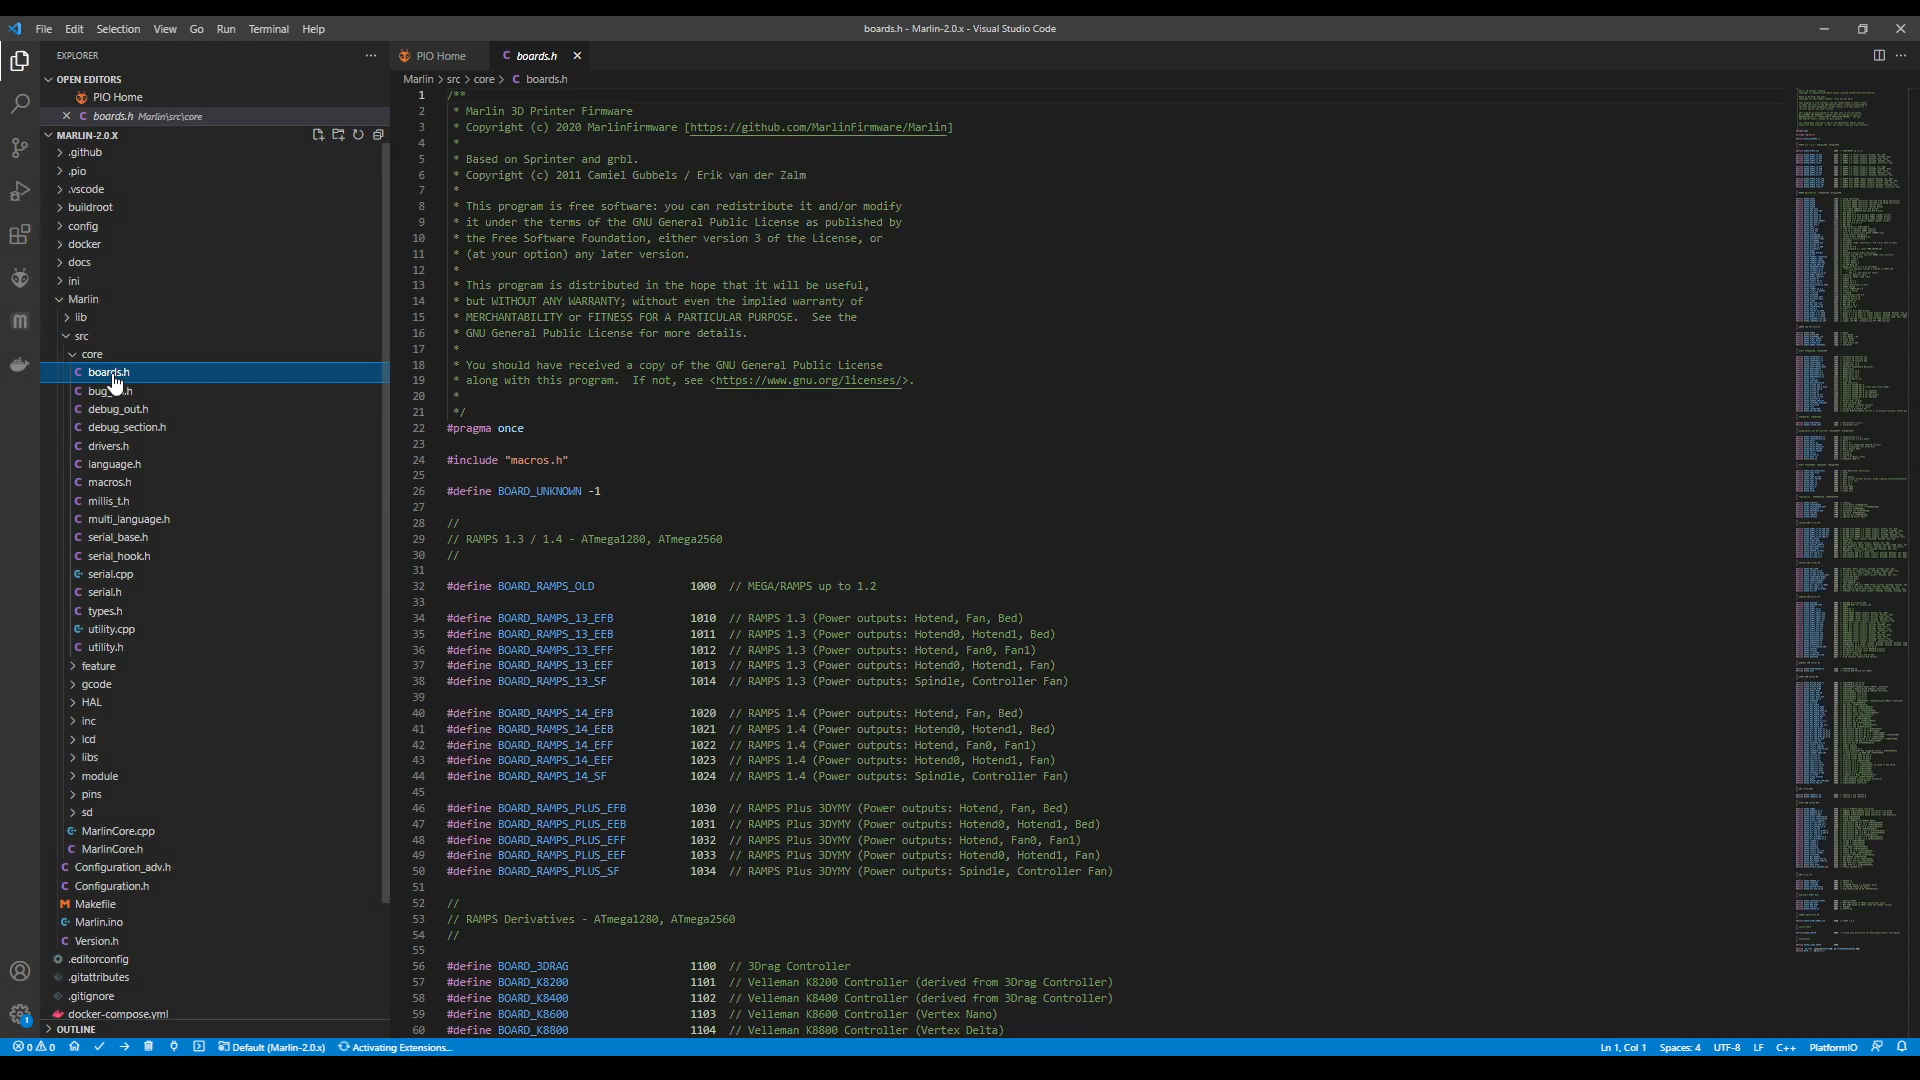 File Edit Selection View Go Run Terminal Help
boards.h - Marlin-2.0.x - Visual Studio Code
EXPLORER
OPEN EDITORS
PIO Home
boards.h Marlin\src\core
MARLIN-2.0.X
.github
.pio
.vscode
buildroot
config
docker
docs
ini
Marlin
lib
src
core
boards.h
debug_out.h
debug_section.h
drivers.h
language.h
macros.h
millis_t.h
multi_language.h
serial_base.h
serial_hook.h
serial.cpp
serial.h
types.h
utility.cpp
utility.h
feature
gcode
HAL
inc
lcd
libs
module
pins
sd
MarlinCore.cpp
MarlinCore.h
Configuration_adv.h
Configuration.h
Makefile
Marlin.ino
Version.h
.editorconfig
.gitattributes
.gitignore
docker-compose.yml
OUTLINE
PIO Home
boards.h
Marlin > src > core > C boards.h
1 /**
2 * Marlin 3D Printer Firmware
3 * Copyright (c) 2020 MarlinFirmware [https://github.com/MarlinFirmware/Marlin]
4 *
5 * Based on Sprinter and grbl.
6 * Copyright (c) 2011 Camiel Gubbels / Erik van der Zalm
7 *
8 * This program is free software: you can redistribute it and/or modify
9 * it under the terms of the GNU General Public License as published by
10 * the Free Software Foundation, either version 3 of the License, or
11 * (at your option) any later version.
12 *
13 * This program is distributed in the hope that it will be useful,
14 * but WITHOUT ANY WARRANTY; without even the implied warranty of
15 * MERCHANTABILITY or FITNESS FOR A PARTICULAR PURPOSE.  See the
16 * GNU General Public License for more details.
17 *
18 * You should have received a copy of the GNU General Public License
19 * along with this program.  If not, see <https://www.gnu.org/licenses/>.
20 *
21 */
22 #pragma once
23
24 #include "macros.h"
25
26 #define BOARD_UNKNOWN -1
27
28 //
29 // RAMPS 1.3 / 1.4 - ATmega1280, ATmega2560
30 //
31
32 #define BOARD_RAMPS_OLD 1000 // MEGA/RAMPS up to 1.2
33
34 #define BOARD_RAMPS_13_EFB 1010 // RAMPS 1.3 (Power outputs: Hotend, Fan, Bed)
35 #define BOARD_RAMPS_13_EEB 1011 // RAMPS 1.3 (Power outputs: Hotend0, Hotend1, Bed)
36 #define BOARD_RAMPS_13_EFF 1012 // RAMPS 1.3 (Power outputs: Hotend, Fan0, Fan1)
37 #define BOARD_RAMPS_13_EEF 1013 // RAMPS 1.3 (Power outputs: Hotend0, Hotend1, Fan)
38 #define BOARD_RAMPS_13_SF 1014 // RAMPS 1.3 (Power outputs: Spindle, Controller Fan)
39
40 #define BOARD_RAMPS_14_EFB 1020 // RAMPS 1.4 (Power outputs: Hotend, Fan, Bed)
41 #define BOARD_RAMPS_14_EEB 1021 // RAMPS 1.4 (Power outputs: Hotend0, Hotend1, Bed)
42 #define BOARD_RAMPS_14_EFF 1022 // RAMPS 1.4 (Power outputs: Hotend, Fan0, Fan1)
43 #define BOARD_RAMPS_14_EEF 1023 // RAMPS 1.4 (Power outputs: Hotend0, Hotend1, Fan)
44 #define BOARD_RAMPS_14_SF 1024 // RAMPS 1.4 (Power outputs: Spindle, Controller Fan)
45
46 #define BOARD_RAMPS_PLUS_EFB 1030 // RAMPS Plus 3DYMY (Power outputs: Hotend, Fan, Bed)
47 #define BOARD_RAMPS_PLUS_EEB 1031 // RAMPS Plus 3DYMY (Power outputs: Hotend0, Hotend1, Bed)
48 #define BOARD_RAMPS_PLUS_EFF 1032 // RAMPS Plus 3DYMY (Power outputs: Hotend, Fan0, Fan1)
49 #define BOARD_RAMPS_PLUS_EEF 1033 // RAMPS Plus 3DYMY (Power outputs: Hotend0, Hotend1, Fan)
50 #define BOARD_RAMPS_PLUS_SF 1034 // RAMPS Plus 3DYMY (Power outputs: Spindle, Controller Fan)
51
52 //
53 // RAMPS Derivatives - ATmega1280, ATmega2560
54 //
55
56 #define BOARD_3DRAG 1100 // 3Drag Controller
57 #define BOARD_K8200 1101 // Velleman K8200 Controller (derived from 3Drag Controller)
58 #define BOARD_K8400 1102 // Velleman K8400 Controller (derived from 3Drag Controller)
59 #define BOARD_K8600 1103 // Velleman K8600 Controller (Vertex Nano)
60 #define BOARD_K8800 1104 // Velleman K8800 Controller (Vertex Delta)
0 0 Default (Marlin-2.0.x) Activating Extensions...
Ln 1, Col 1 Spaces: 4 UTF-8 LF C++ PlatformIO